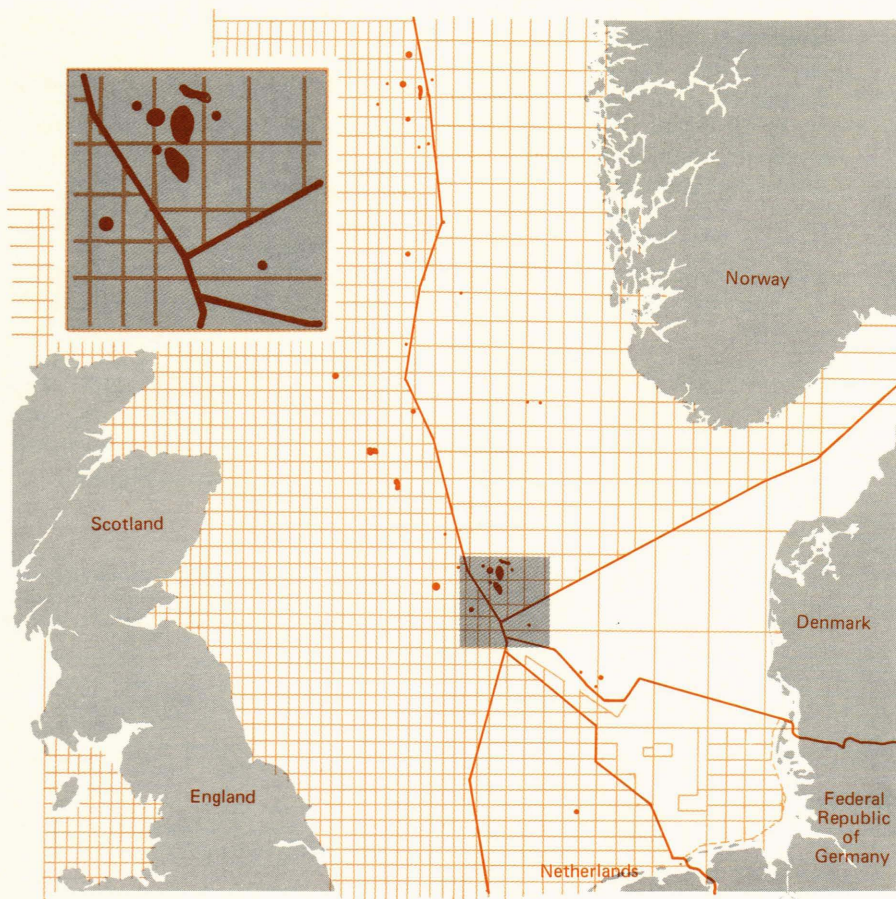 Norway
Scotland
Denmark
England
Federal
Republic
of
Germany
Netherlands